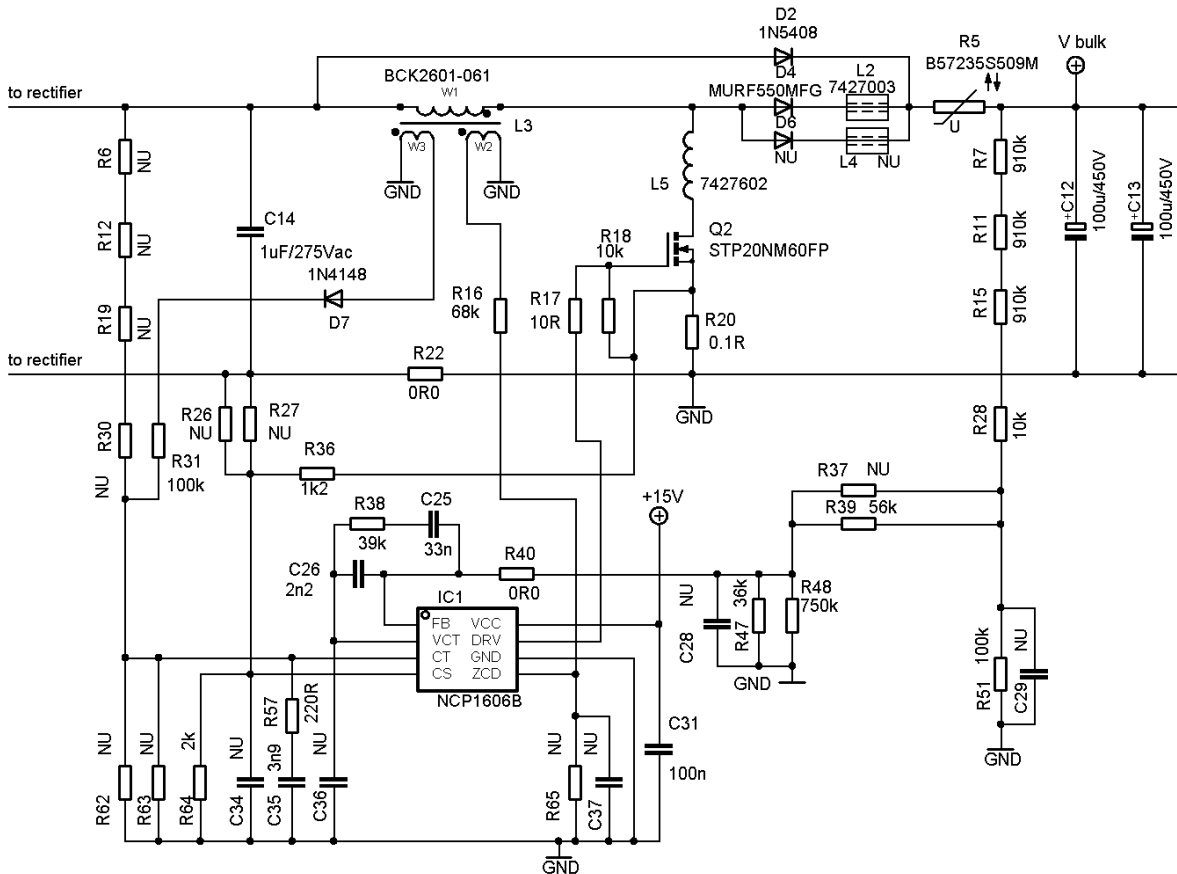 D2
1N5408
D4
MURF550MFG
D6
NU
L2
7427003
L4
NU
R5
B57235S509M
U
V bulk
BCK2601-061
W1
L3
W3
W2
GND
GND
to rectifier
R6
NU
R12
NU
R19
NU
C14
1uF/275Vac
1N4148
D7
R16
68k
R17
10R
R18
10k
L5
7427602
Q2
STP20NM60FP
R20
0.1R
R7
910k
R11
910k
R15
910k
+
C12
100u/450V
+
C13
100u/450V
to rectifier
R22
0R0
GND
R26
NU
R27
NU
R30
NU
R31
100k
R36
1k2
R28
10k
R37
NU
R39
56k
+15V
R38
39k
C25
33n
C26
2n2
R40
0R0
IC1
FB
VCC
VCT
DRV
CT
GND
CS
ZCD
NCP1606B
C28
NU
R47
36k
R48
750k
GND
R51
100k
C29
NU
GND
R57
220R
R62
NU
R63
NU
R64
2k
C34
NU
C35
3n9
C36
NU
R65
NU
C37
NU
C31
100n
GND